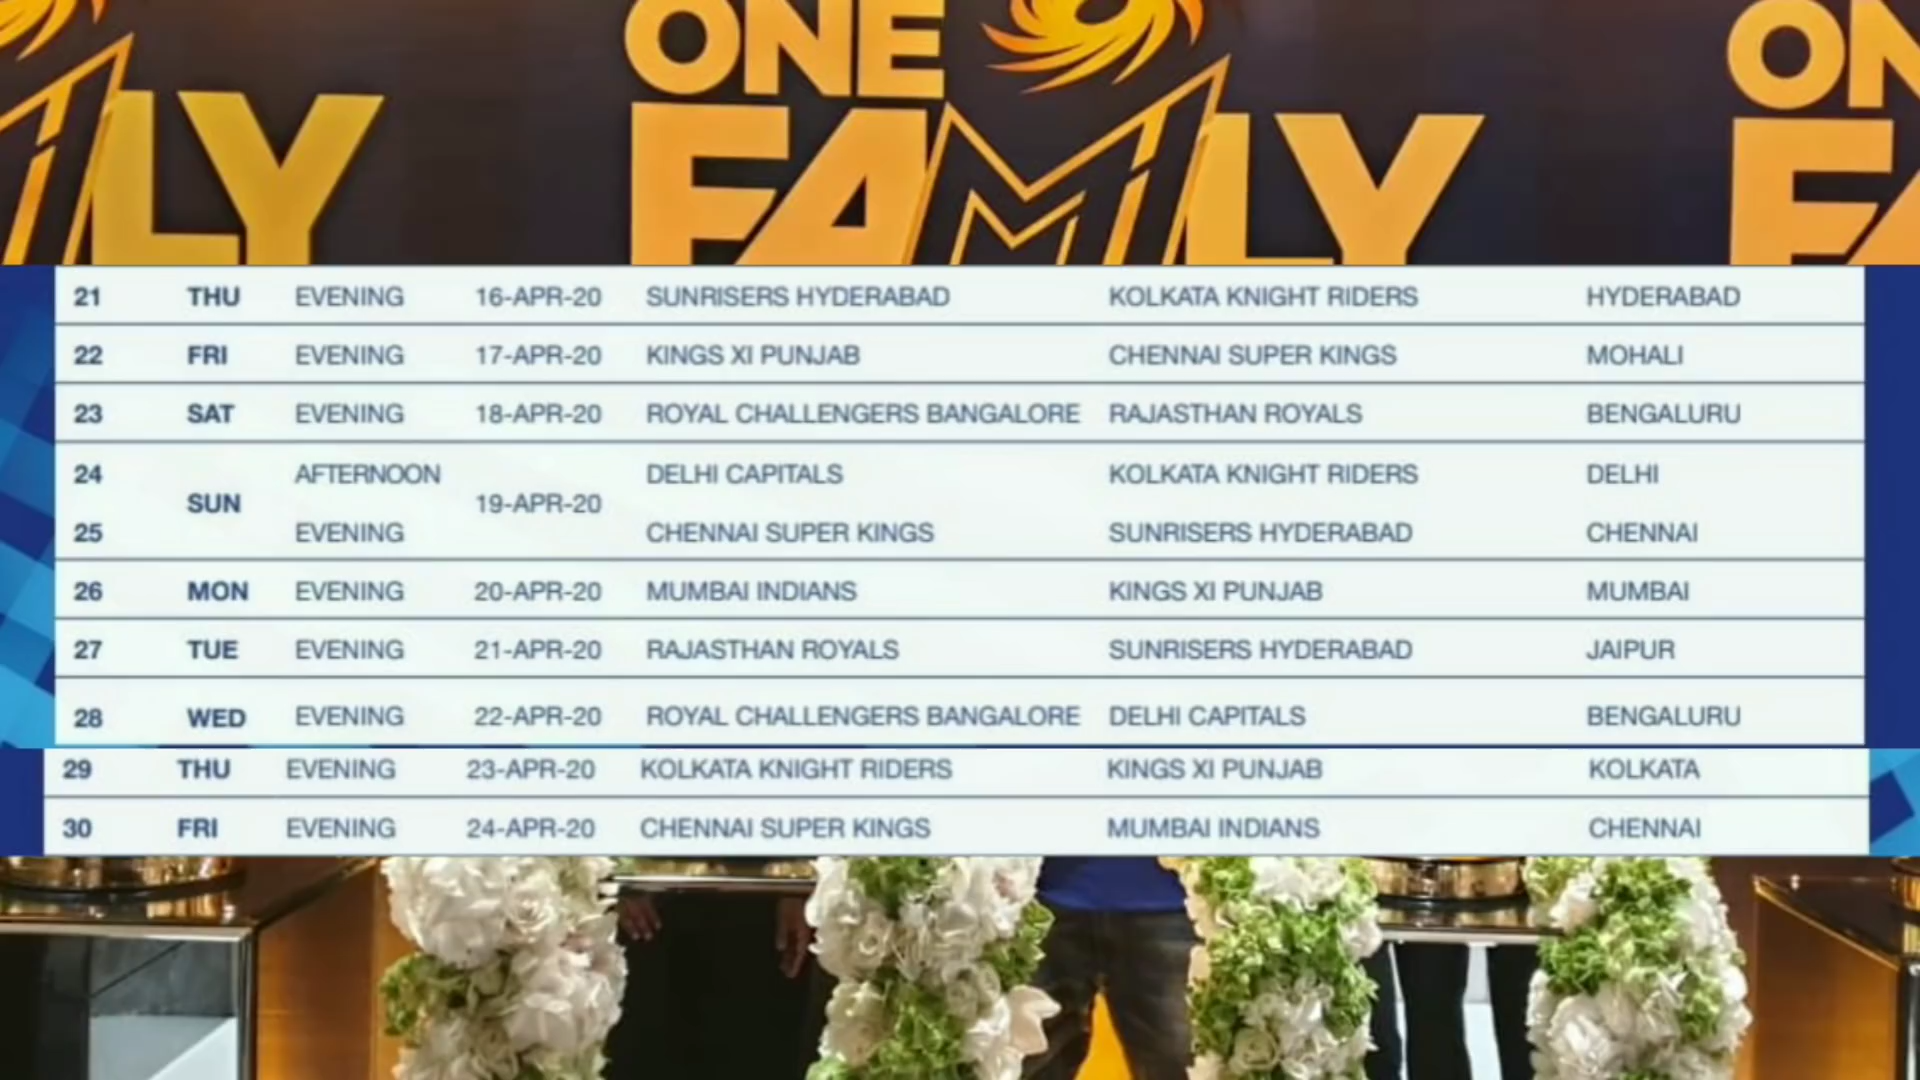 ONE
ONE FAMILY
LY
21 THU EVENING 16-APR-20 SUNRISERS HYDERABAD KOLKATA KNIGHT RIDERS HYDERABAD
22 FRI EVENING 17-APR-20 KINGS XI PUNJAB CHENNAI SUPER KINGS MOHALI
23 SAT EVENING 18-APR-20 ROYAL CHALLENGERS BANGALORE RAJASTHAN ROYALS BENGALURU
24 AFTERNOON DELHI CAPITALS KOLKATA KNIGHT RIDERS DELHI
SUN 19-APR-20
25 EVENING CHENNAI SUPER KINGS SUNRISERS HYDERABAD CHENNAI
26 MON EVENING 20-APR-20 MUMBAI INDIANS KINGS XI PUNJAB MUMBAI
27 TUE EVENING 21-APR-20 RAJASTHAN ROYALS SUNRISERS HYDERABAD JAIPUR
28 WED EVENING 22-APR-20 ROYAL CHALLENGERS BANGALORE DELHI CAPITALS BENGALURU
29 THU EVENING 23-APR-20 KOLKATA KNIGHT RIDERS KINGS XI PUNJAB KOLKATA
30 FRI EVENING 24-APR-20 CHENNAI SUPER KINGS MUMBAI INDIANS CHENNAI